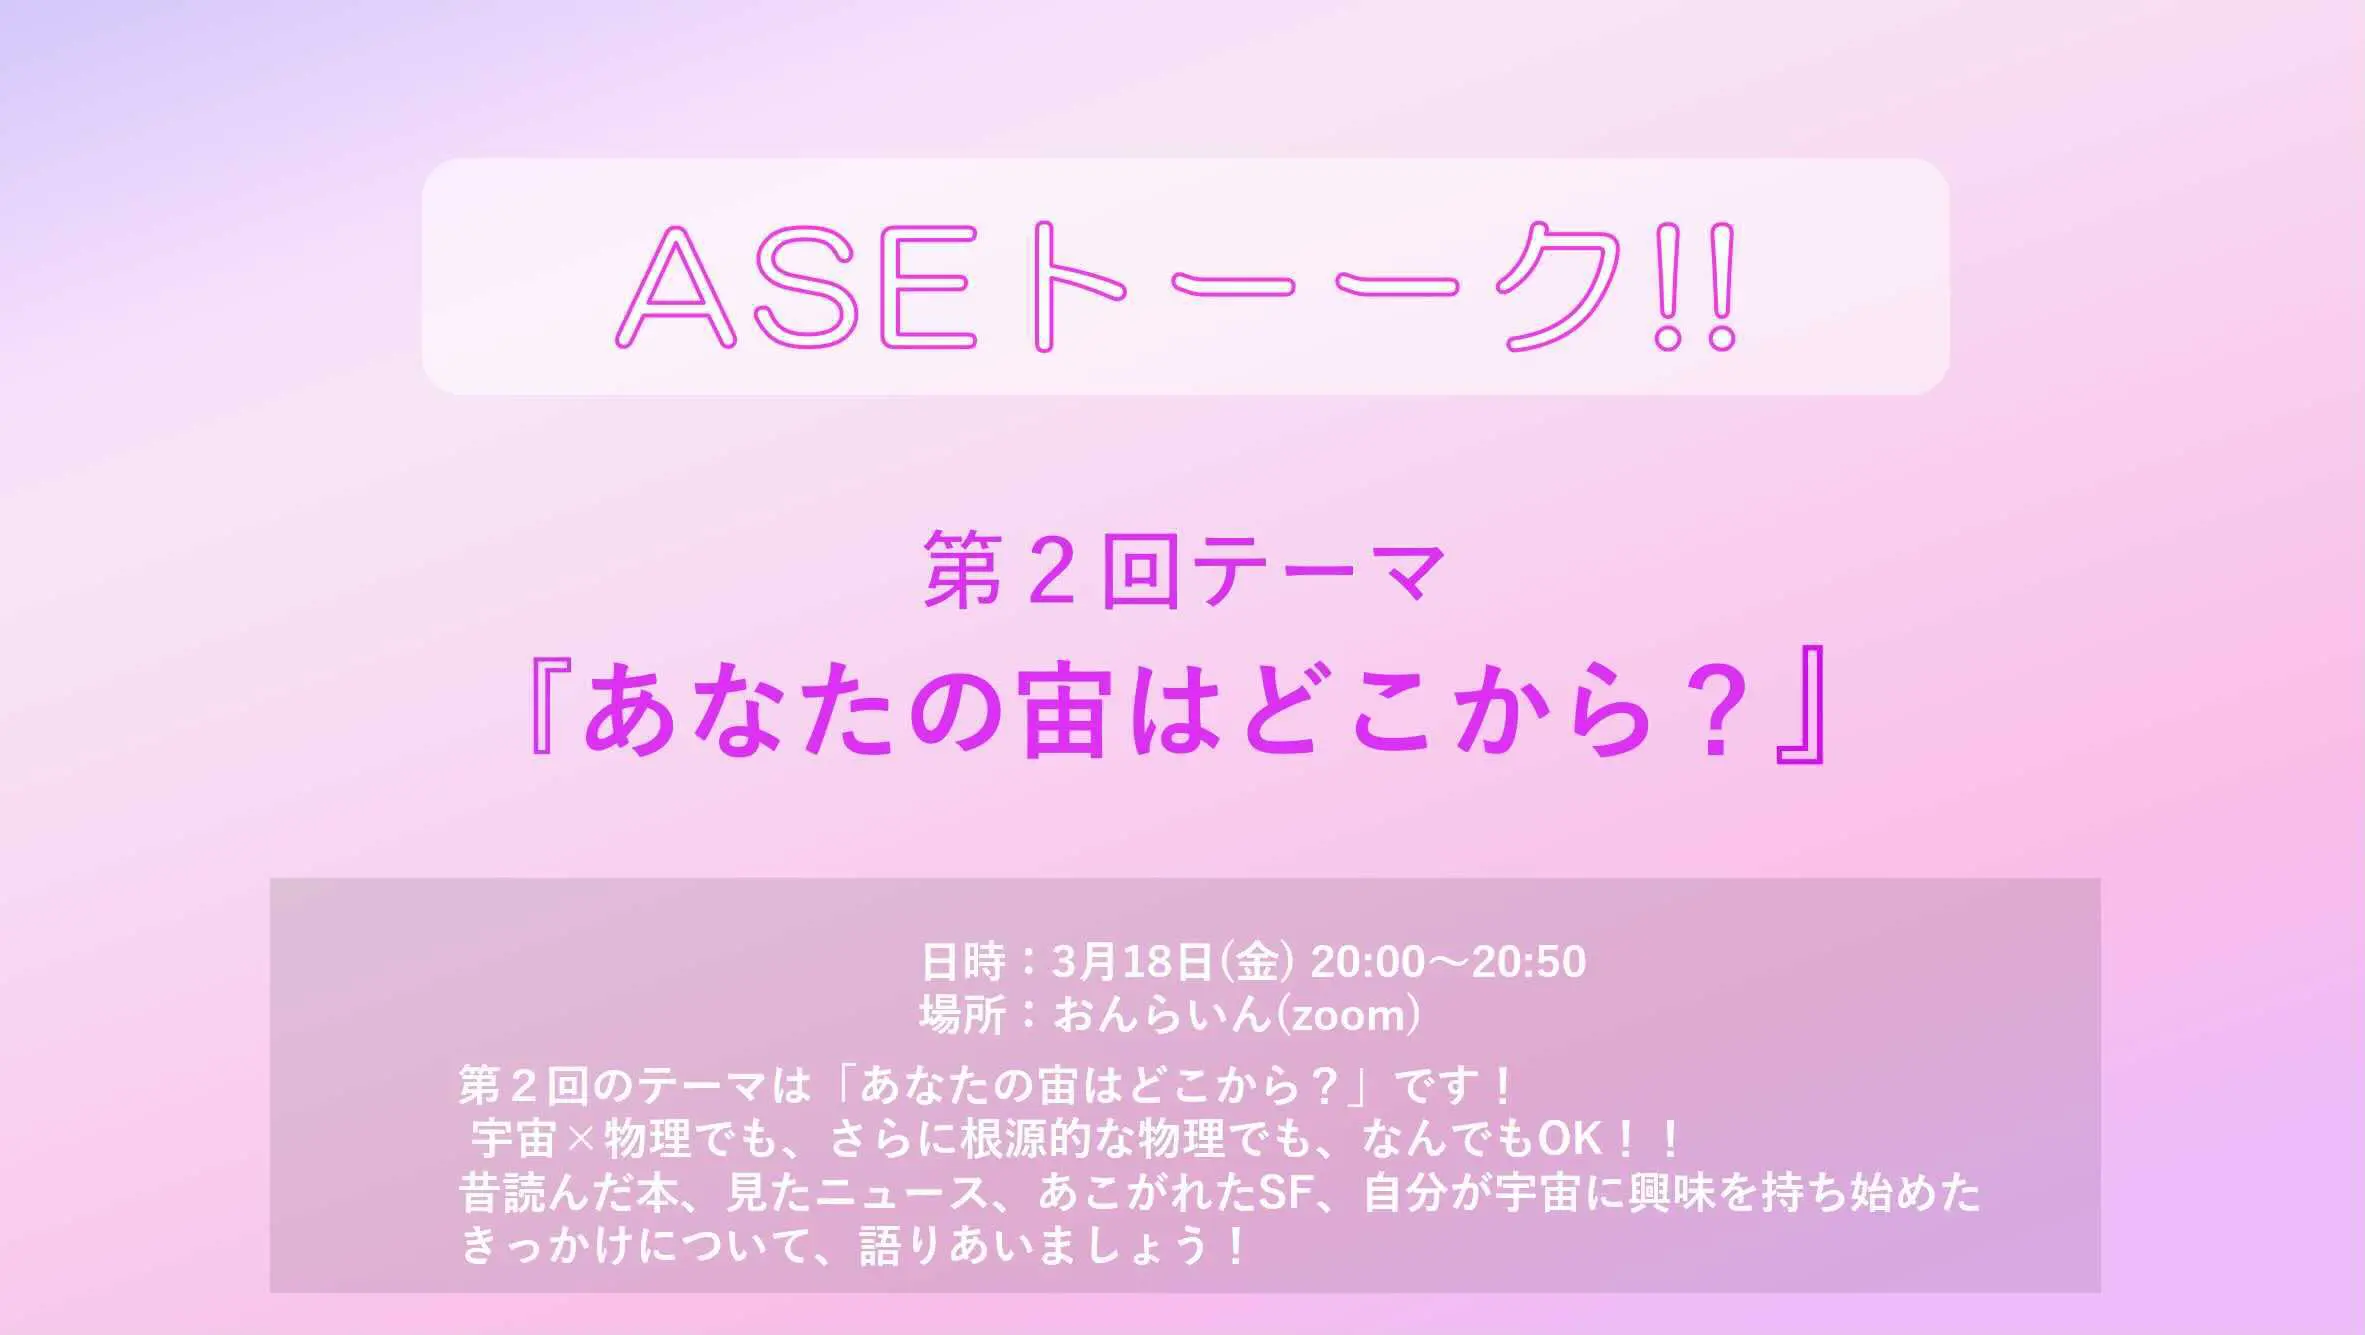 ASEトーーク!!
第２回テーマ
『あなたの宙はどこから？』
日時：3月18日(金) 20:00～20:50
場所：おんらいん(zoom)
第２回のテーマは「あなたの宙はどこから？」です！
宇宙×物理でも、さらに根源的な物理でも、なんでもOK！！
昔読んだ本、見たニュース、あこがれたSF、自分が宇宙に興味を持ち始めた
きっかけについて、語りあいましょう！